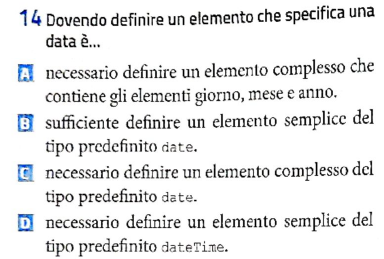 14 Dovendo definire un elemento che specifica una
data è...
A necessario definire un elemento complesso che
contiene gli elementi giorno, mese e anno.
B sufficiente definire un elemento semplice del
tipo predefinito date.
C necessario definire un elemento complesso del
tipo predefinito date.
D necessario definire un elemento semplice del
tipo predefinito dateTime.